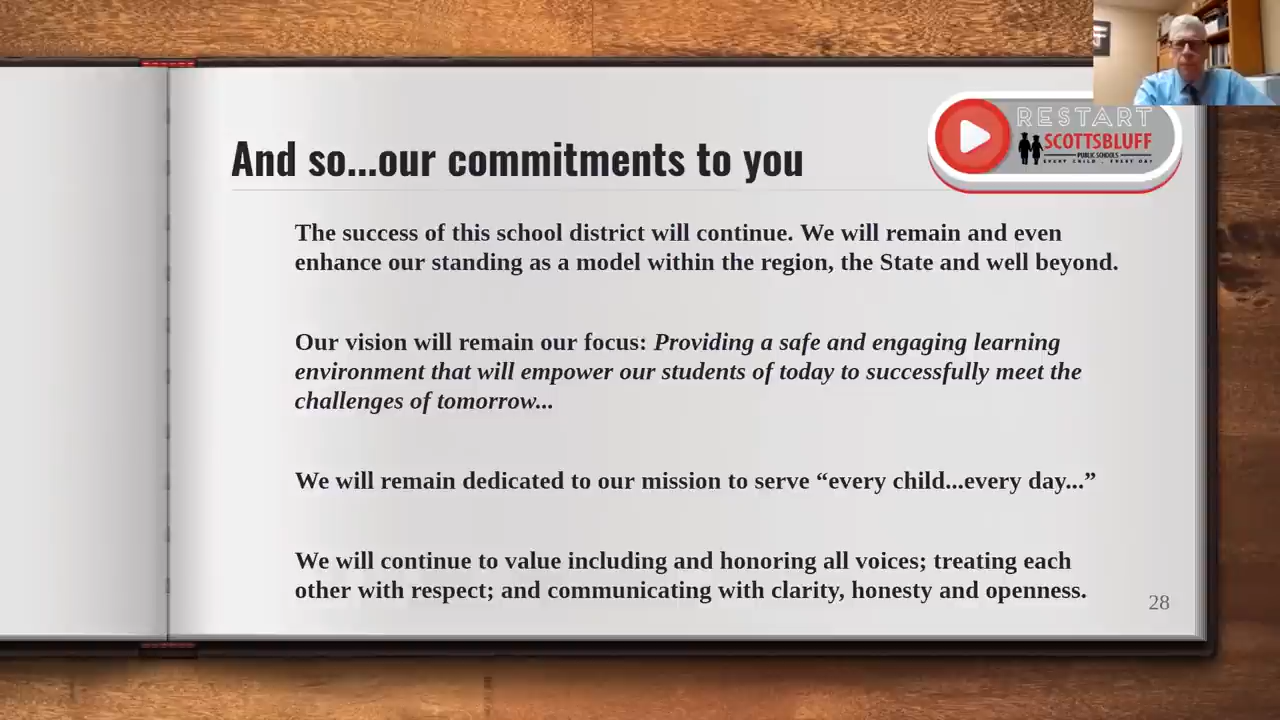 RESTART
SCOTTSBLUFF
PUBLIC SCHOOLS
EVERY CHILD . EVERY DAY
And so...our commitments to you
The success of this school district will continue. We will remain and even
enhance our standing as a model within the region, the State and well beyond.
Our vision will remain our focus: Providing a safe and engaging learning
environment that will empower our students of today to successfully meet the
challenges of tomorrow...
We will remain dedicated to our mission to serve “every child...every day...”
We will continue to value including and honoring all voices; treating each
other with respect; and communicating with clarity, honesty and openness.
28